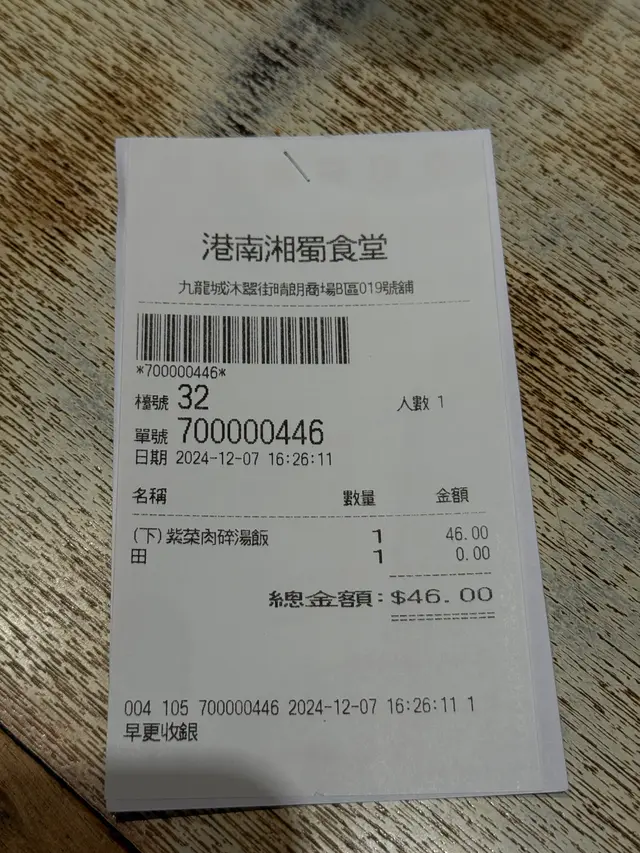 港南湘蜀食堂
九龍城沐翠街晴朗商場B區019號舖
*700000446*
檯號 32 人數 1
單號 700000446
日期 2024-12-07 16:26:11
名稱 數量 金額
(下)紫菜肉碎湯飯 1 46.00
田 1 0.00
總金額:$46.00
004 105 700000446 2024-12-07 16:26:11 1
早更收銀